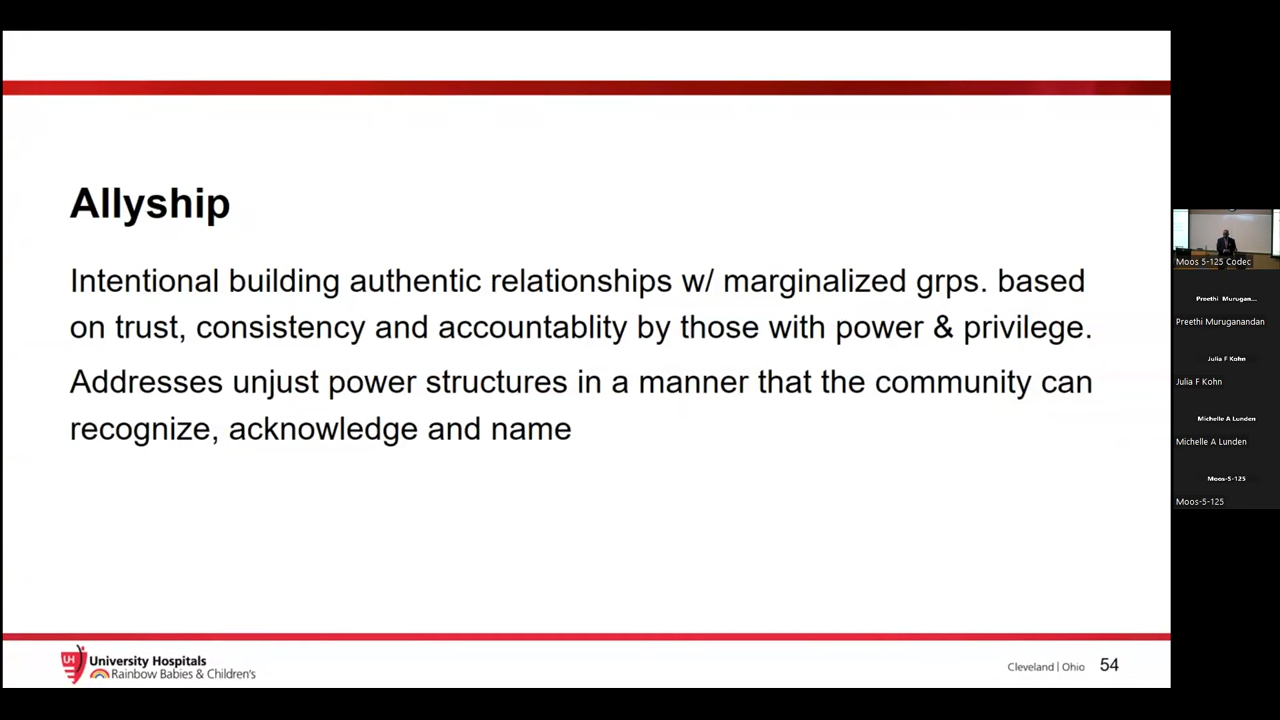 Allyship
Intentional building authentic relationships w/ marginalized grps. based
on trust, consistency and accountablity by those with power & privilege.
Addresses unjust power structures in a manner that the community can
recognize, acknowledge and name
UH
University Hospitals
Rainbow Babies & Children's
Cleveland | Ohio
54
Moos 5-125 Codec
Preethi Murugan...
Preethi Muruganandan
Julia F Kohn
Julia F Kohn
Michelle A Lunden
Michelle A Lunden
Moos-5-125
Moos-5-125